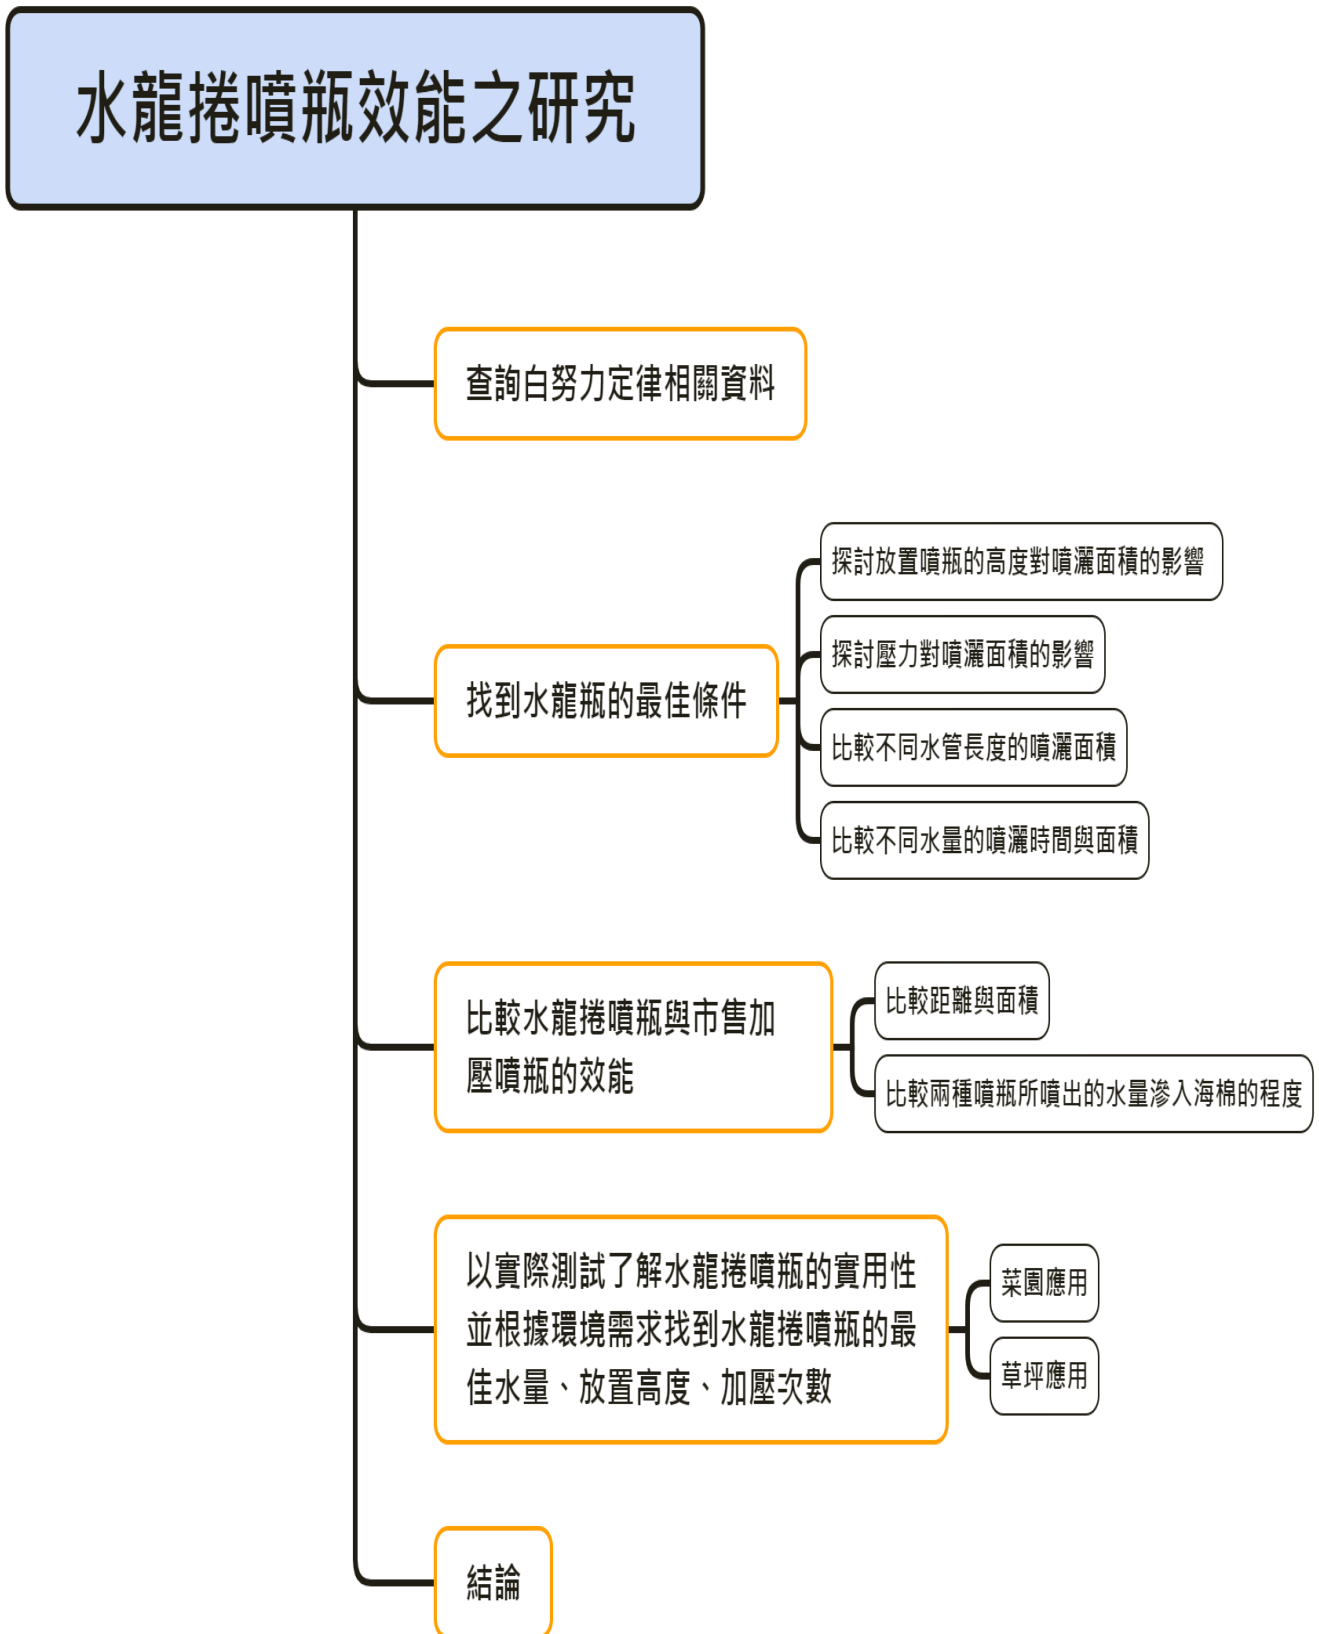 水龍捲噴瓶效能之研究
查詢白努力定律相關資料
找到水龍瓶的最佳條件
探討放置噴瓶的高度對噴灑面積的影響
探討壓力對噴灑面積的影響
比較不同水管長度的噴灑面積
比較不同水量的噴灑時間與面積
比較水龍捲噴瓶與市售加
壓噴瓶的效能
比較距離與面積
比較兩種噴瓶所噴出的水量滲入海棉的程度
以實際測試了解水龍捲噴瓶的實用性
並根據環境需求找到水龍捲噴瓶的最
佳水量、放置高度、加壓次數
菜園應用
草坪應用
結論